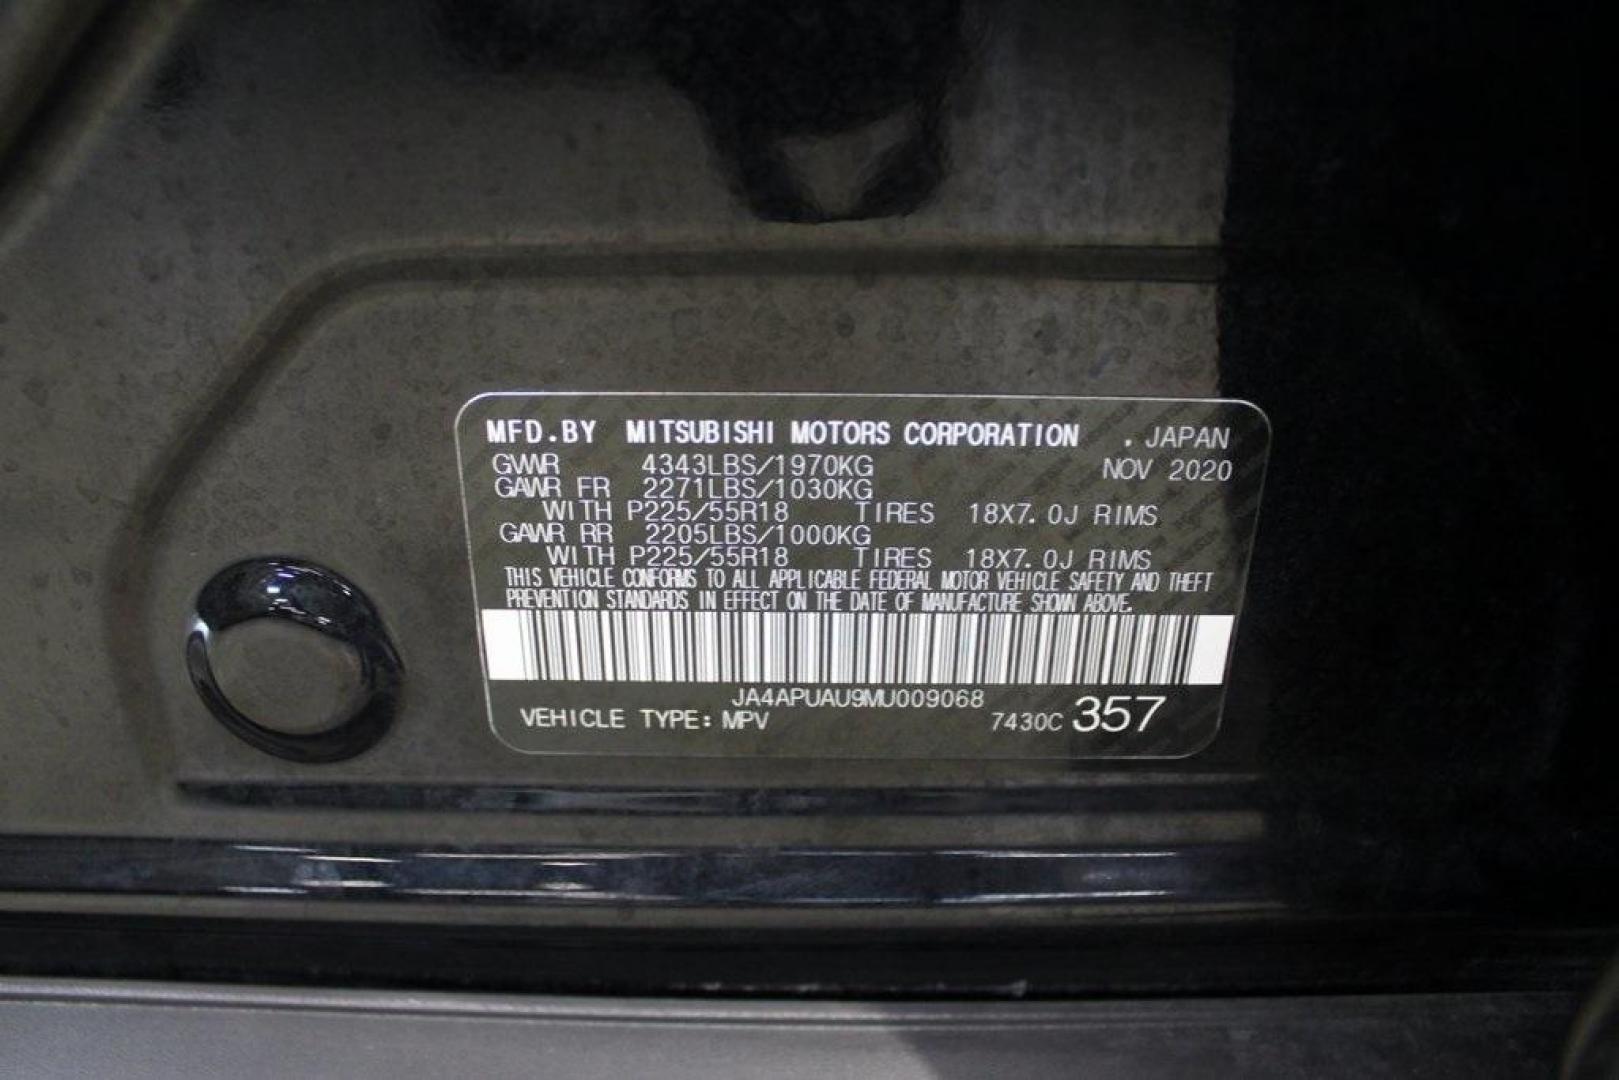 MFD.BY MITSUBISHI MOTORS CORPORATION . JAPAN
GVWR 4343LBS/1970KG NOV 2020
GAWR FR 2271LBS/1030KG
WITH P225/55R18 TIRES 18X7.0J RIMS
GAWR RR 2205LBS/1000KG
WITH P225/55R18 TIRES 18X7.0J RIMS
THIS VEHICLE CONFORMS TO ALL APPLICABLE FEDERAL MOTOR VEHICLE SAFETY AND THEFT
PREVENTION STANDARDS IN EFFECT ON THE DATE OF MANUFACTURE SHOWN ABOVE.
JA4APUAU9MU009068
VEHICLE TYPE: MPV 7430C 357